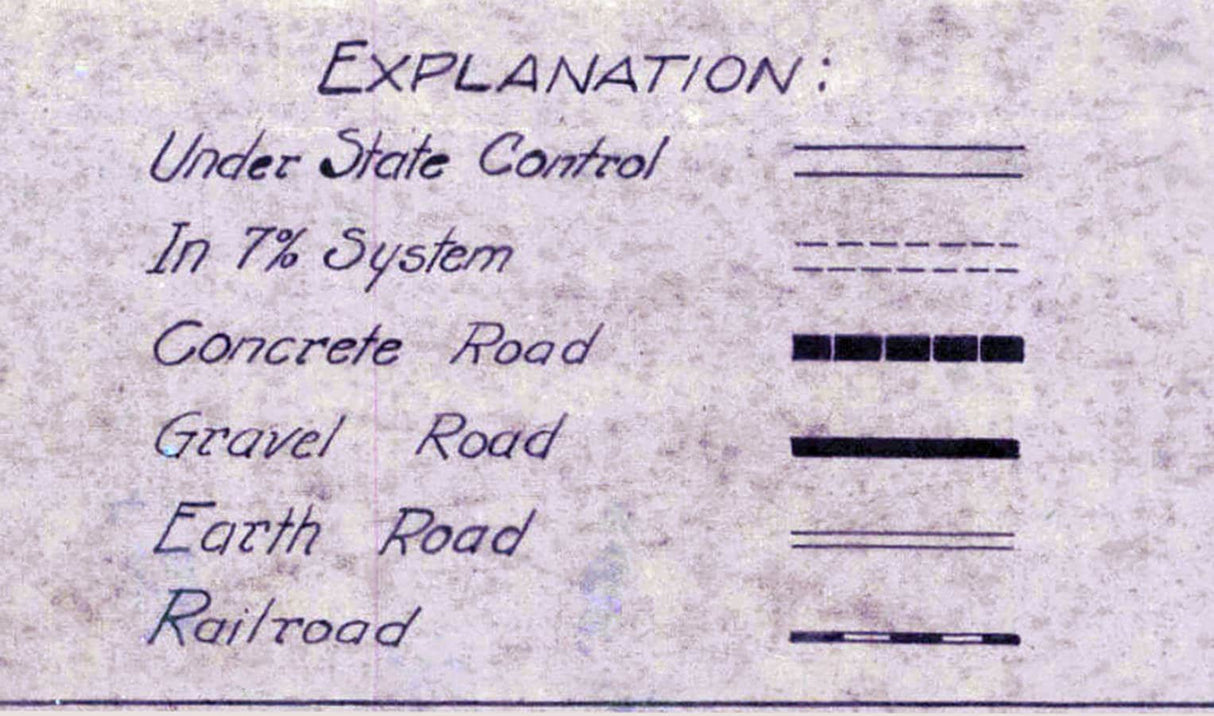 EXPLANATION:
Under State Control
In 7% System
Concrete Road
Gravel Road
Earth Road
Railroad